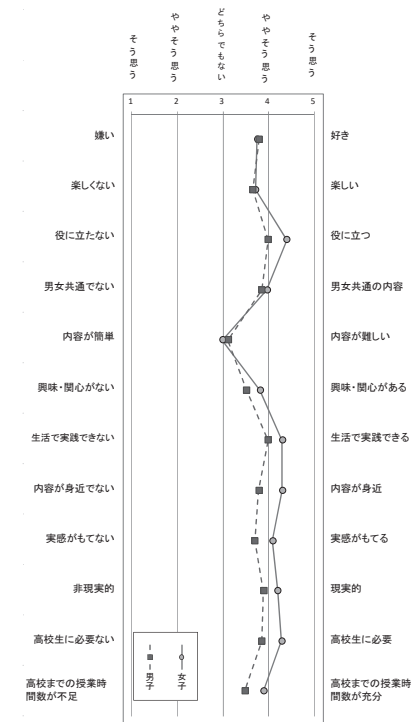 そう思う
ややそう思う
どちらでもない
ややそう思う
そう思う
1 2 3 4 5
嫌い 好き
楽しくない 楽しい
役に立たない 役に立つ
男女共通でない 男女共通の内容
内容が簡単 内容が難しい
興味・関心がない 興味・関心がある
生活で実践できない 生活で実践できる
内容が身近でない 内容が身近
実感がもてない 実感がもてる
非現実的 現実的
高校生に必要ない 高校生に必要
高校までの授業時
間数が不足
高校までの授業時
間数が充分
男子
女子